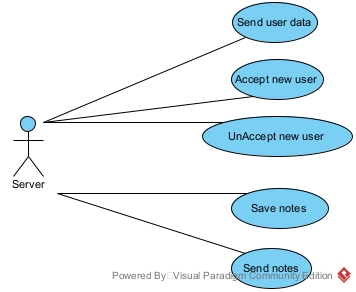 Send user data
Accept new user
UnAccept new user
Server
Save notes
Send notes
Powered By Visual Paradigm Community Edition